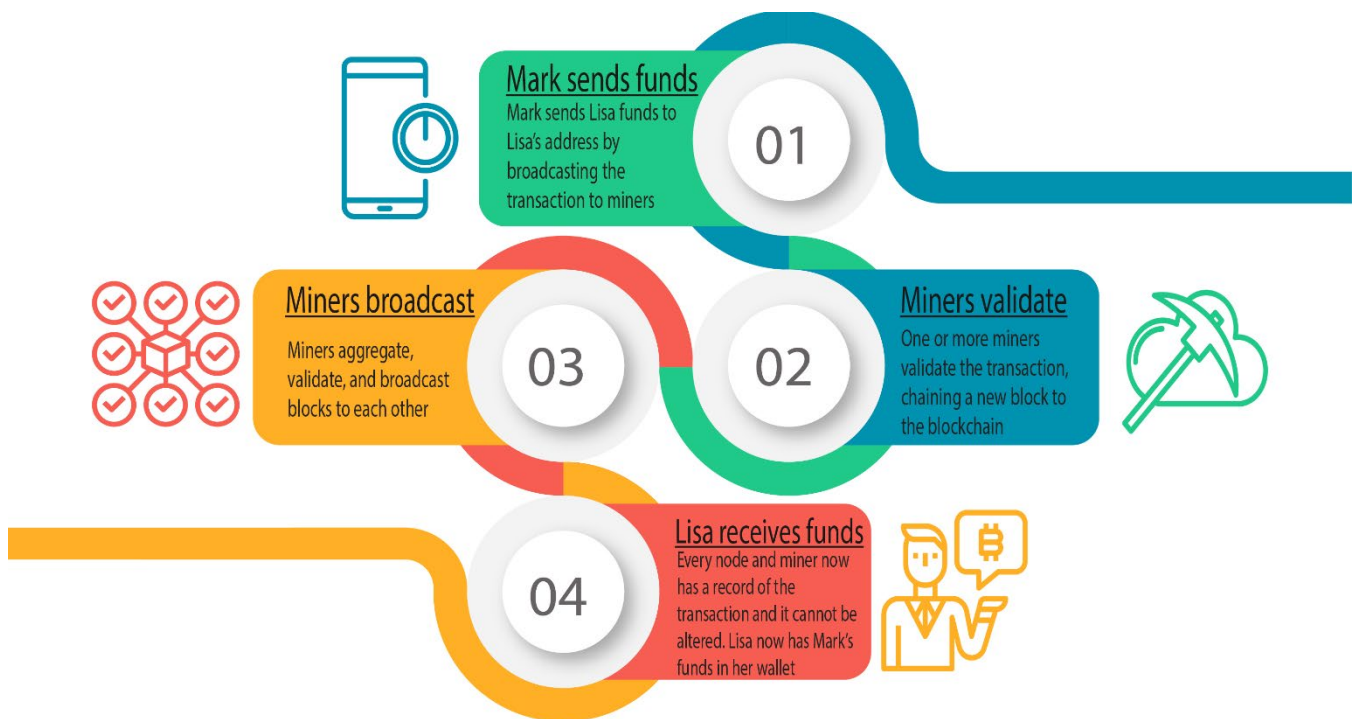 Mark sends funds
Mark sends Lisa funds to
Lisa's address by
broadcasting the
transaction to miners
01
Miners validate
One or more miners
validate the transaction,
chaining a new block to
the blockchain
02
Miners broadcast
Miners aggregate,
validate, and broadcast
blocks to each other
03
Lisa receives funds
Every node and miner now
has a record of the
transaction and it cannot be
altered. Lisa now has Mark's
funds in her wallet
04